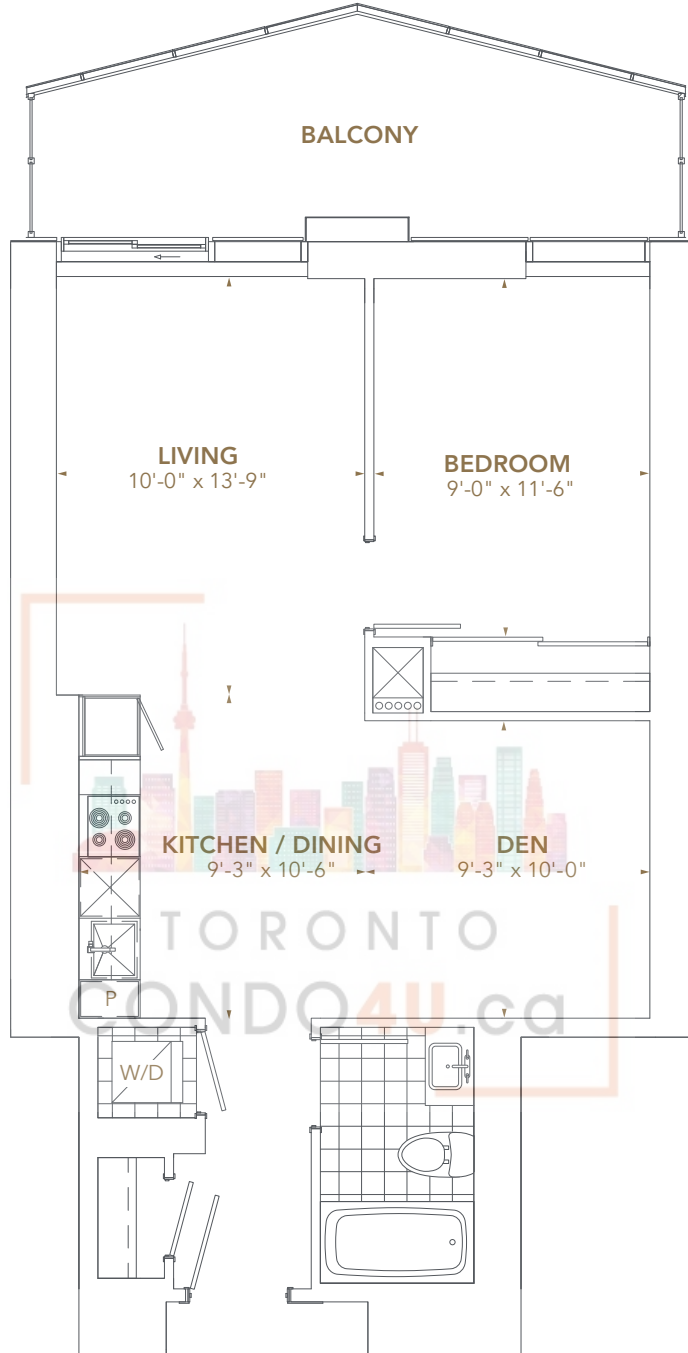 BALCONY
LIVING
10'-0" x 13'-9"
BEDROOM
9'-0" x 11'-6"
KITCHEN / DINING
9'-3" x 10'-6"
DEN
9'-3" x 10'-0"
TORONTO
CONDO4U.ca
P
W/D